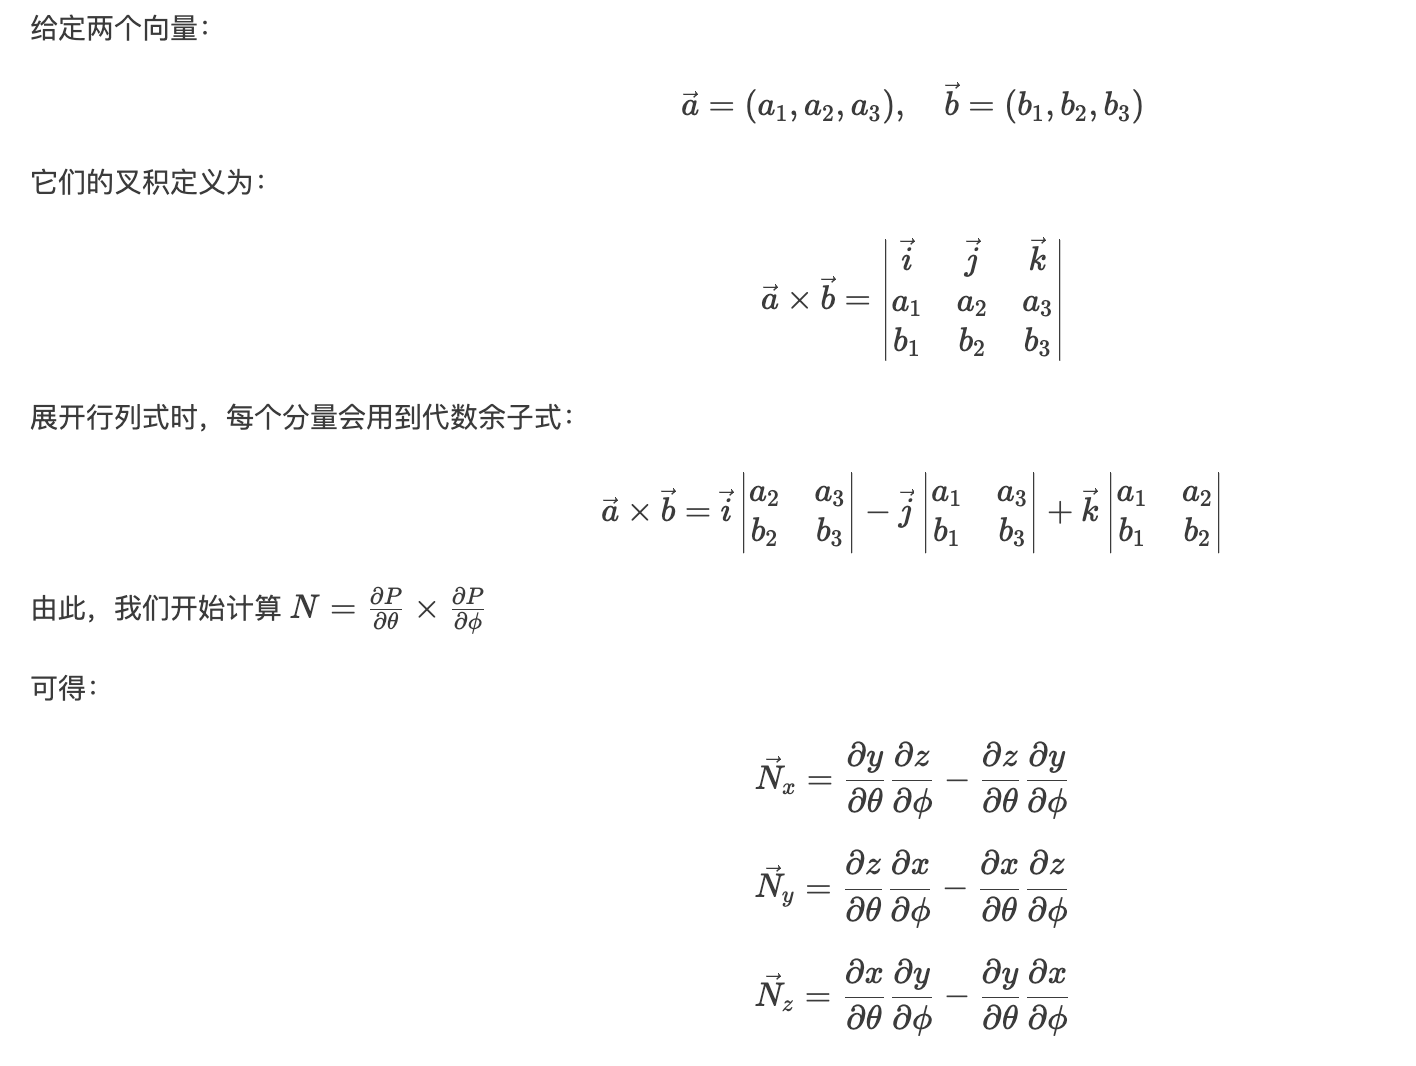 给定两个向量：
$\vec{a} = (a_1, a_2, a_3), \quad \vec{b} = (b_1, b_2, b_3)$
它们的叉积定义为：
$\vec{a} \times \vec{b} = \begin{vmatrix} \vec{i} & \vec{j} & \vec{k} \\ a_1 & a_2 & a_3 \\ b_1 & b_2 & b_3 \end{vmatrix}$
展开行列式时，每个分量会用到代数余子式：
$\vec{a} \times \vec{b} = \vec{i} \begin{vmatrix} a_2 & a_3 \\ b_2 & b_3 \end{vmatrix} - \vec{j} \begin{vmatrix} a_1 & a_3 \\ b_1 & b_3 \end{vmatrix} + \vec{k} \begin{vmatrix} a_1 & a_2 \\ b_1 & b_2 \end{vmatrix}$
由此，我们开始计算 $N = \frac{\partial P}{\partial \theta} \times \frac{\partial P}{\partial \phi}$
可得：
$\vec{N}_x = \frac{\partial y}{\partial \theta} \frac{\partial z}{\partial \phi} - \frac{\partial z}{\partial \theta} \frac{\partial y}{\partial \phi}$
$\vec{N}_y = \frac{\partial z}{\partial \theta} \frac{\partial x}{\partial \phi} - \frac{\partial x}{\partial \theta} \frac{\partial z}{\partial \phi}$
$\vec{N}_z = \frac{\partial x}{\partial \theta} \frac{\partial y}{\partial \phi} - \frac{\partial y}{\partial \theta} \frac{\partial x}{\partial \phi}$